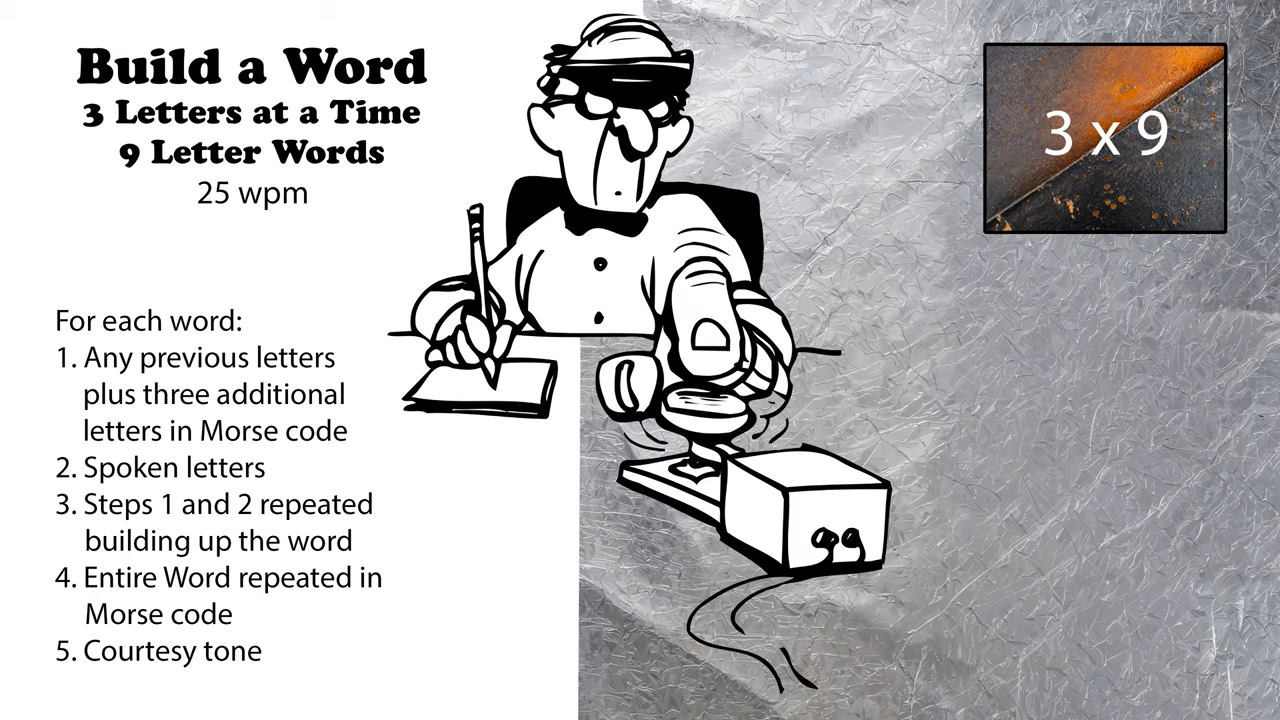 Build a Word
3 Letters at a Time
9 Letter Words
25 wpm
3 x 9
For each word:
1. Any previous letters
plus three additional
letters in Morse code
2. Spoken letters
3. Steps 1 and 2 repeated
building up the word
4. Entire Word repeated in
Morse code
5. Courtesy tone